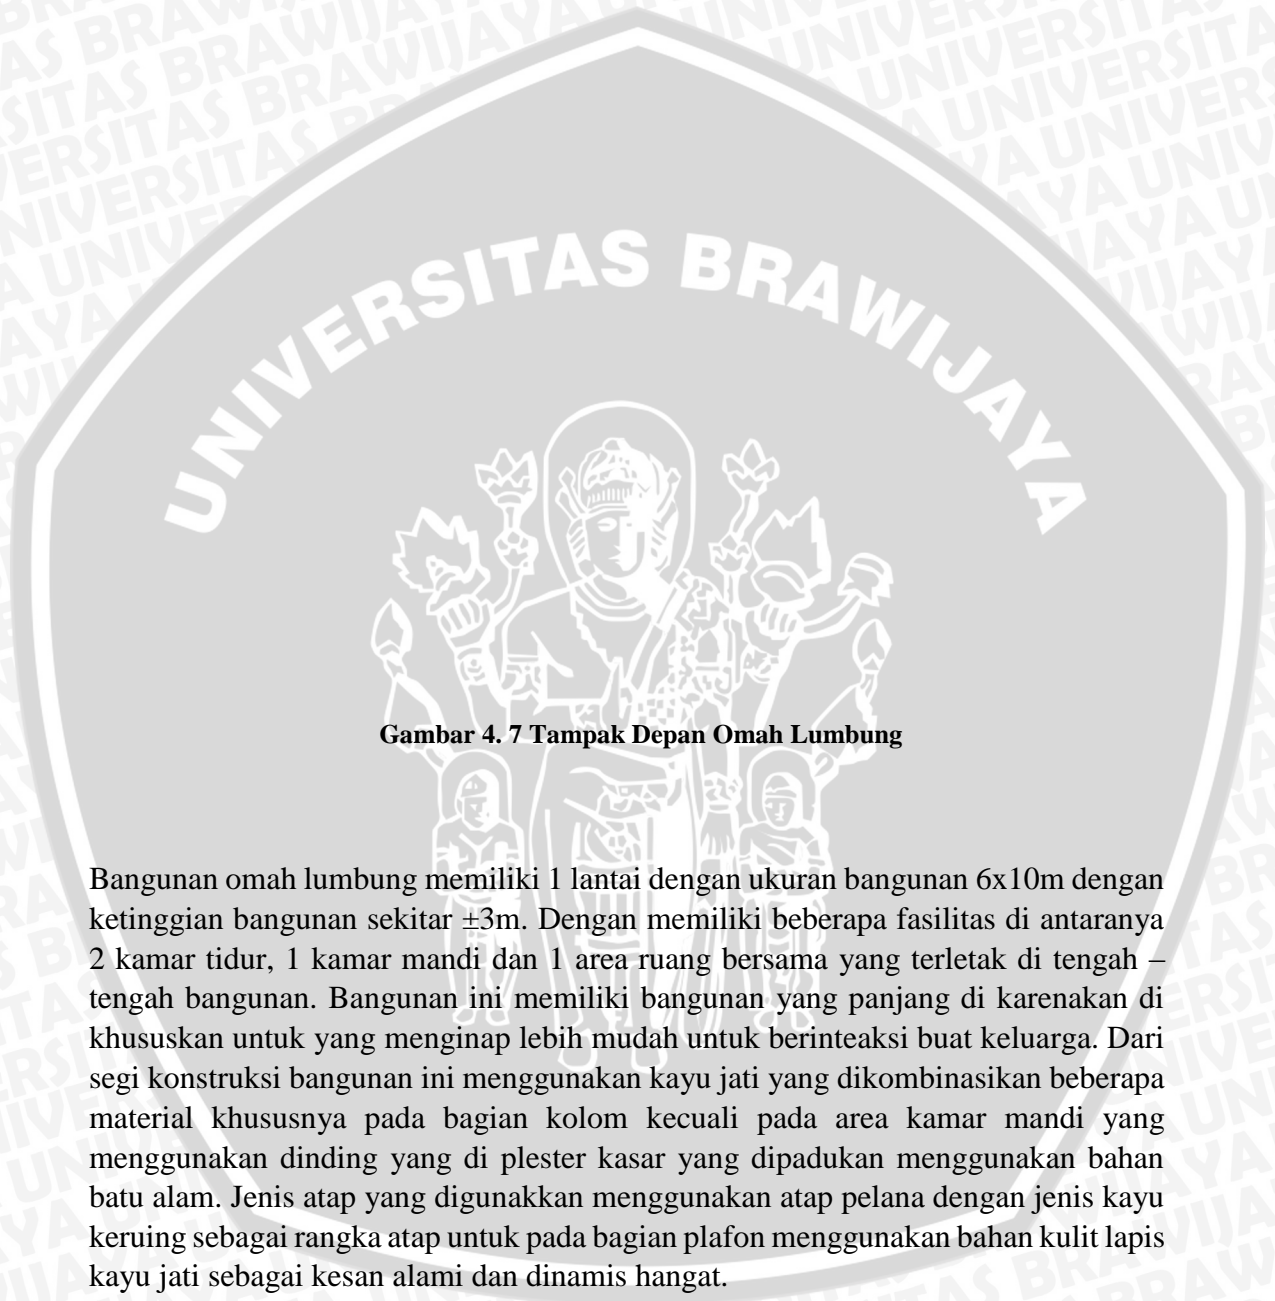 UNIVERSITAS BRAWIJAYA
Gambar 4. 7 Tampak Depan Omah Lumbung
Bangunan omah lumbung memiliki 1 lantai dengan ukuran bangunan 6x10m dengan
ketinggian bangunan sekitar ±3m. Dengan memiliki beberapa fasilitas di antaranya
2 kamar tidur, 1 kamar mandi dan 1 area ruang bersama yang terletak di tengah –
tengah bangunan. Bangunan ini memiliki bangunan yang panjang di karenakan di
khususkan untuk yang menginap lebih mudah untuk berinteaksi buat keluarga. Dari
segi konstruksi bangunan ini menggunakan kayu jati yang dikombinasikan beberapa
material khususnya pada bagian kolom kecuali pada area kamar mandi yang
menggunakan dinding yang di plester kasar yang dipadukan menggunakan bahan
batu alam. Jenis atap yang digunakkan menggunakan atap pelana dengan jenis kayu
keruing sebagai rangka atap untuk pada bagian plafon menggunakan bahan kulit lapis
kayu jati sebagai kesan alami dan dinamis hangat.